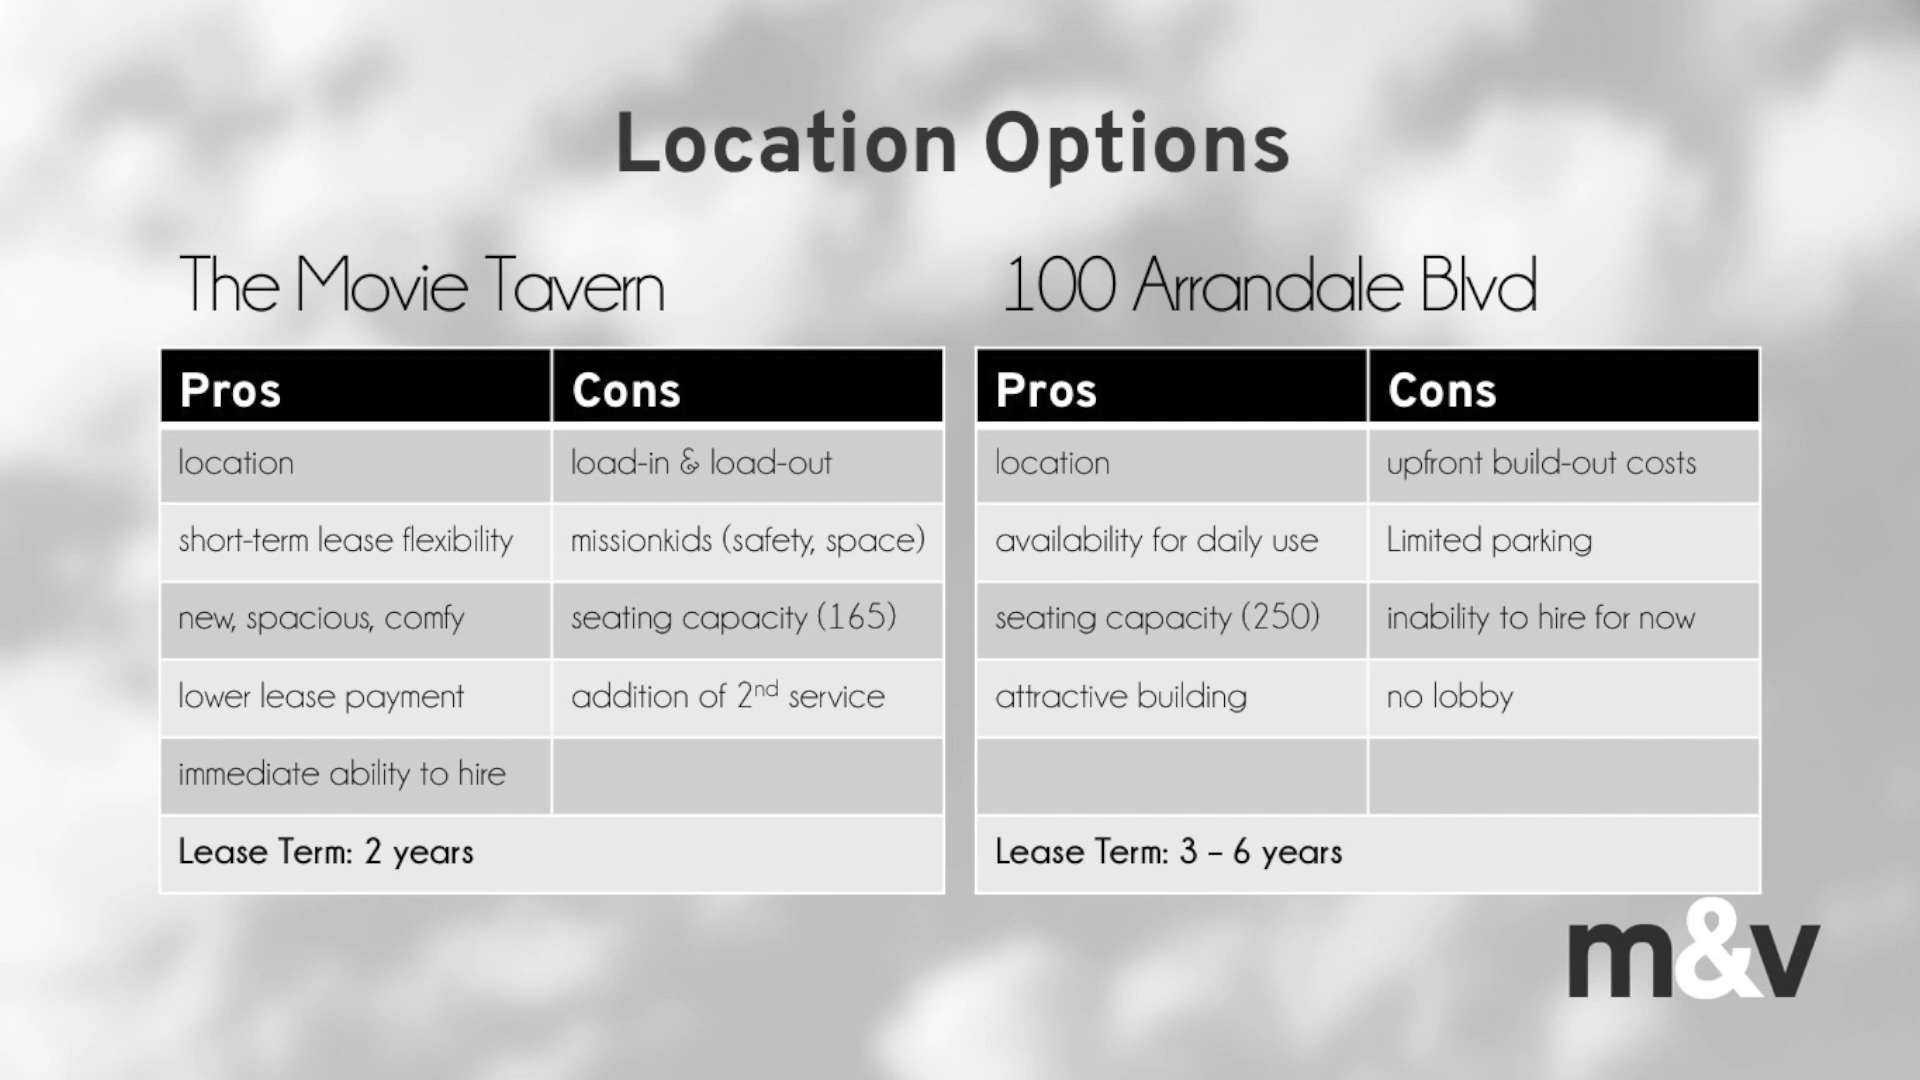 Location Options
The Movie Tavern
Pros Cons
location load-in & load-out
short-term lease flexibility missionkids (safety, space)
new, spacious, comfy seating capacity (165)
lower lease payment addition of 2nd service
immediate ability to hire
Lease Term: 2 years
100 Arrandale Blvd
Pros Cons
location upfront build-out costs
availability for daily use Limited parking
seating capacity (250) inability to hire for now
attractive building no lobby
Lease Term: 3 – 6 years
m&v